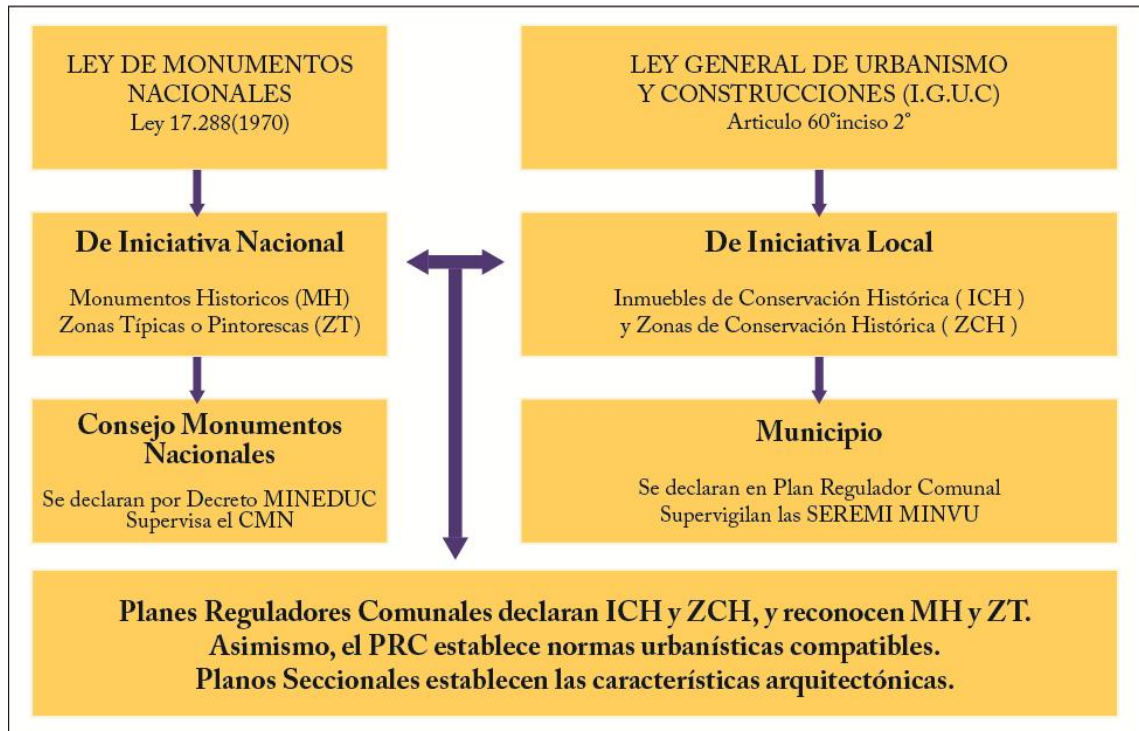 LEY DE MONUMENTOS
NACIONALES
Ley 17.288(1970)
LEY GENERAL DE URBANISMO
Y CONSTRUCCIONES (I.G.U.C)
Articulo 60°inciso 2°
De Iniciativa Nacional
Monumentos Historicos (MH)
Zonas Típicas o Pintorescas (ZT)
De Iniciativa Local
Inmuebles de Conservación Histórica ( ICH )
y Zonas de Conservación Histórica ( ZCH )
Consejo Monumentos
Nacionales
Se declaran por Decreto MINEDUC
Supervisa el CMN
Municipio
Se declaran en Plan Regulador Comunal
Supervigilan las SEREMI MINVU
Planes Reguladores Comunales declaran ICH y ZCH, y reconocen MH y ZT.
Asimismo, el PRC establece normas urbanísticas compatibles.
Planos Seccionales establecen las características arquitectónicas.